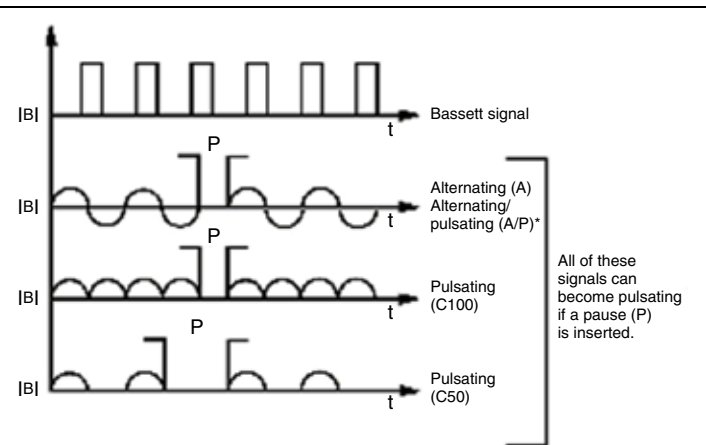 |B|
t
Bassett signal
P
|B|
t
Alternating (A)
Alternating/
pulsating (A/P)*
P
|B|
t
Pulsating
(C100)
P
|B|
t
Pulsating
(C50)
All of these
signals can
become pulsating
if a pause (P)
is inserted.